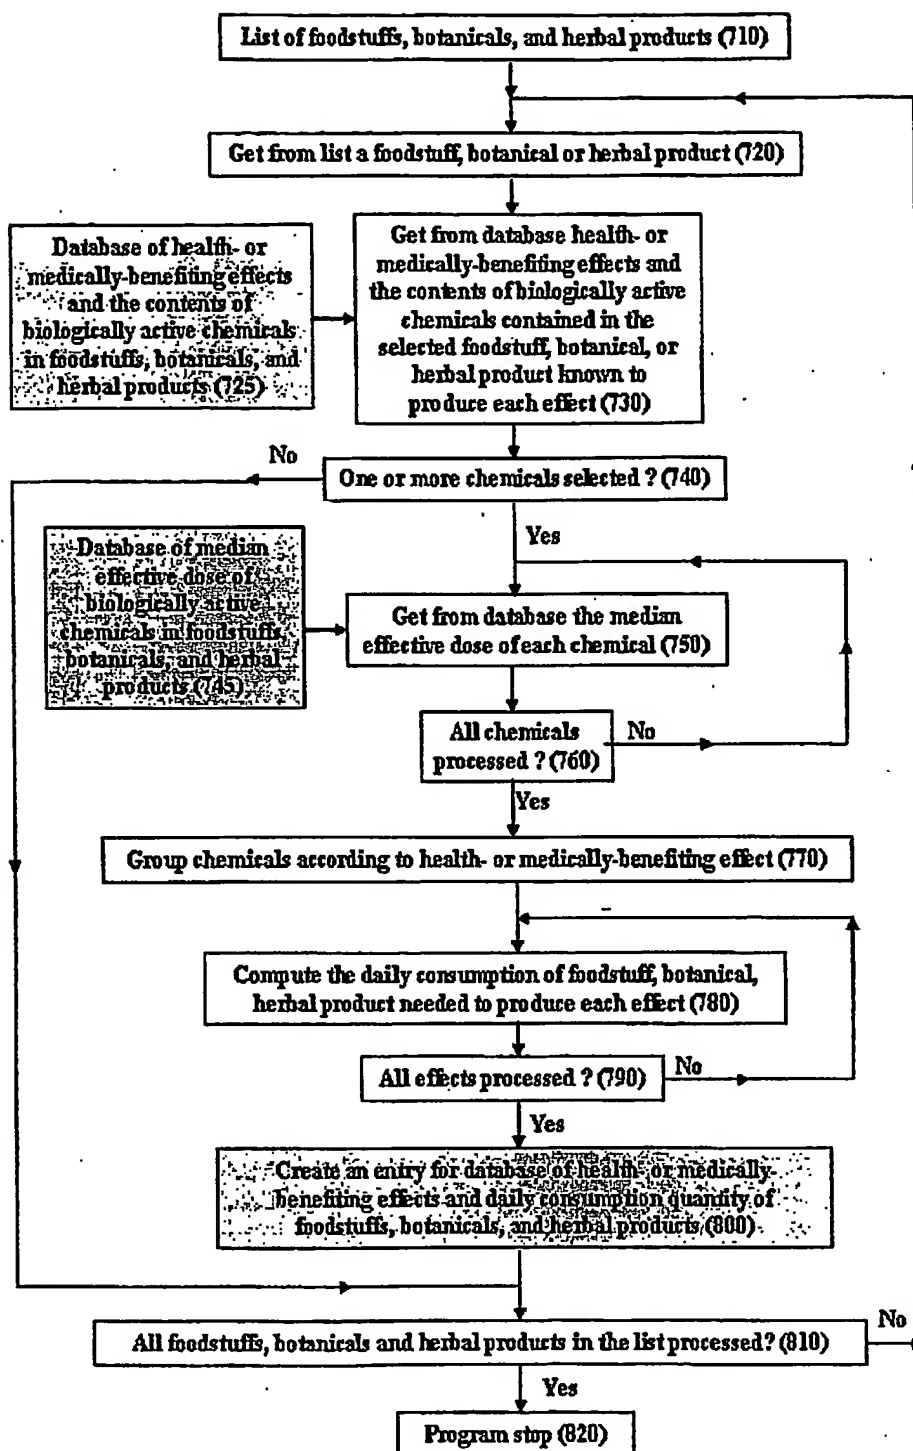 List of foodstuffs, botanicals, and herbal products (710)
Get from list a foodstuff, botanical or herbal product (720)
Database of health- or
medically-benefiting effects
and the contents of
biologically active chemicals
in foodstuffs, botanicals, and
herbal products (725)
Get from database health- or
medically-benefiting effects and
the contents of biologically active
chemicals contained in the
selected foodstuff, botanical, or
herbal product known to
produce each effect (730)
No
One or more chemicals selected ? (740)
Yes
Database of median
effective dose of
biologically active
chemicals in foodstuffs,
botanicals, and herbal
products (745)
Get from database the median
effective dose of each chemical (750)
All chemicals
processed ? (760)
No
Yes
Group chemicals according to health- or medically-benefiting effect (770)
Compute the daily consumption of foodstuff, botanical,
herbal product needed to produce each effect (780)
All effects processed ? (790)
No
Yes
Create an entry for database of health- or medically-
benefiting effects and daily consumption quantity of
foodstuffs, botanicals, and herbal products (800)
All foodstuffs, botanicals and herbal products in the list processed? (810)
No
Yes
Program stop (820)